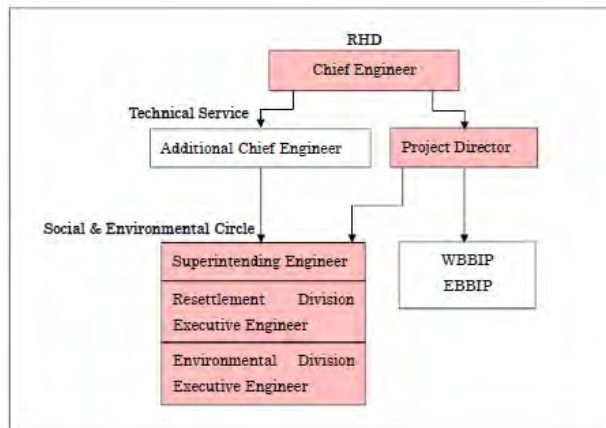 RHD
Chief Engineer
Technical Service
Additional Chief Engineer
Project Director
Social & Environmental Circle
Superintending Engineer
Resettlement Division
Executive Engineer
Environmental Division
Executive Engineer
WBBIP
EBBIP